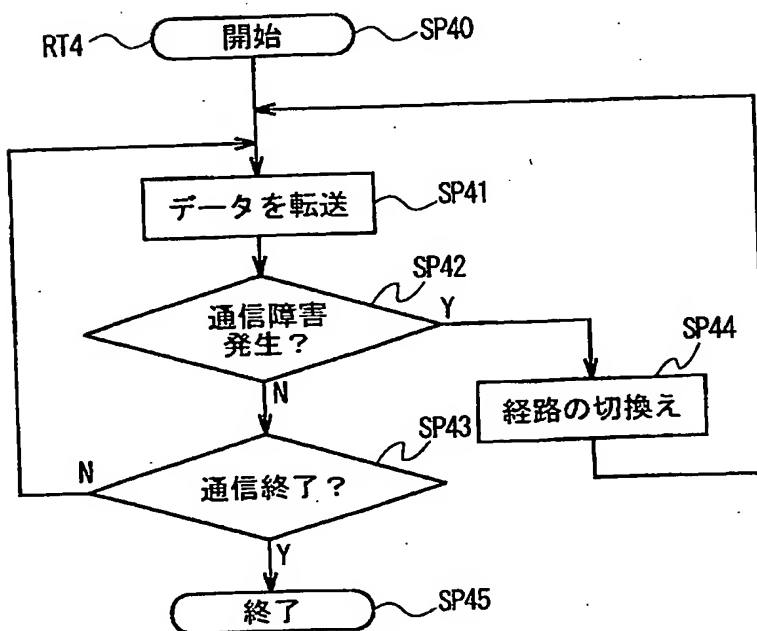 RT4
開始
SP40
データを転送
SP41
通信障害
発生?
SP42
Y
SP44
経路の切換え
N
通信終了?
SP43
N
Y
終了
SP45